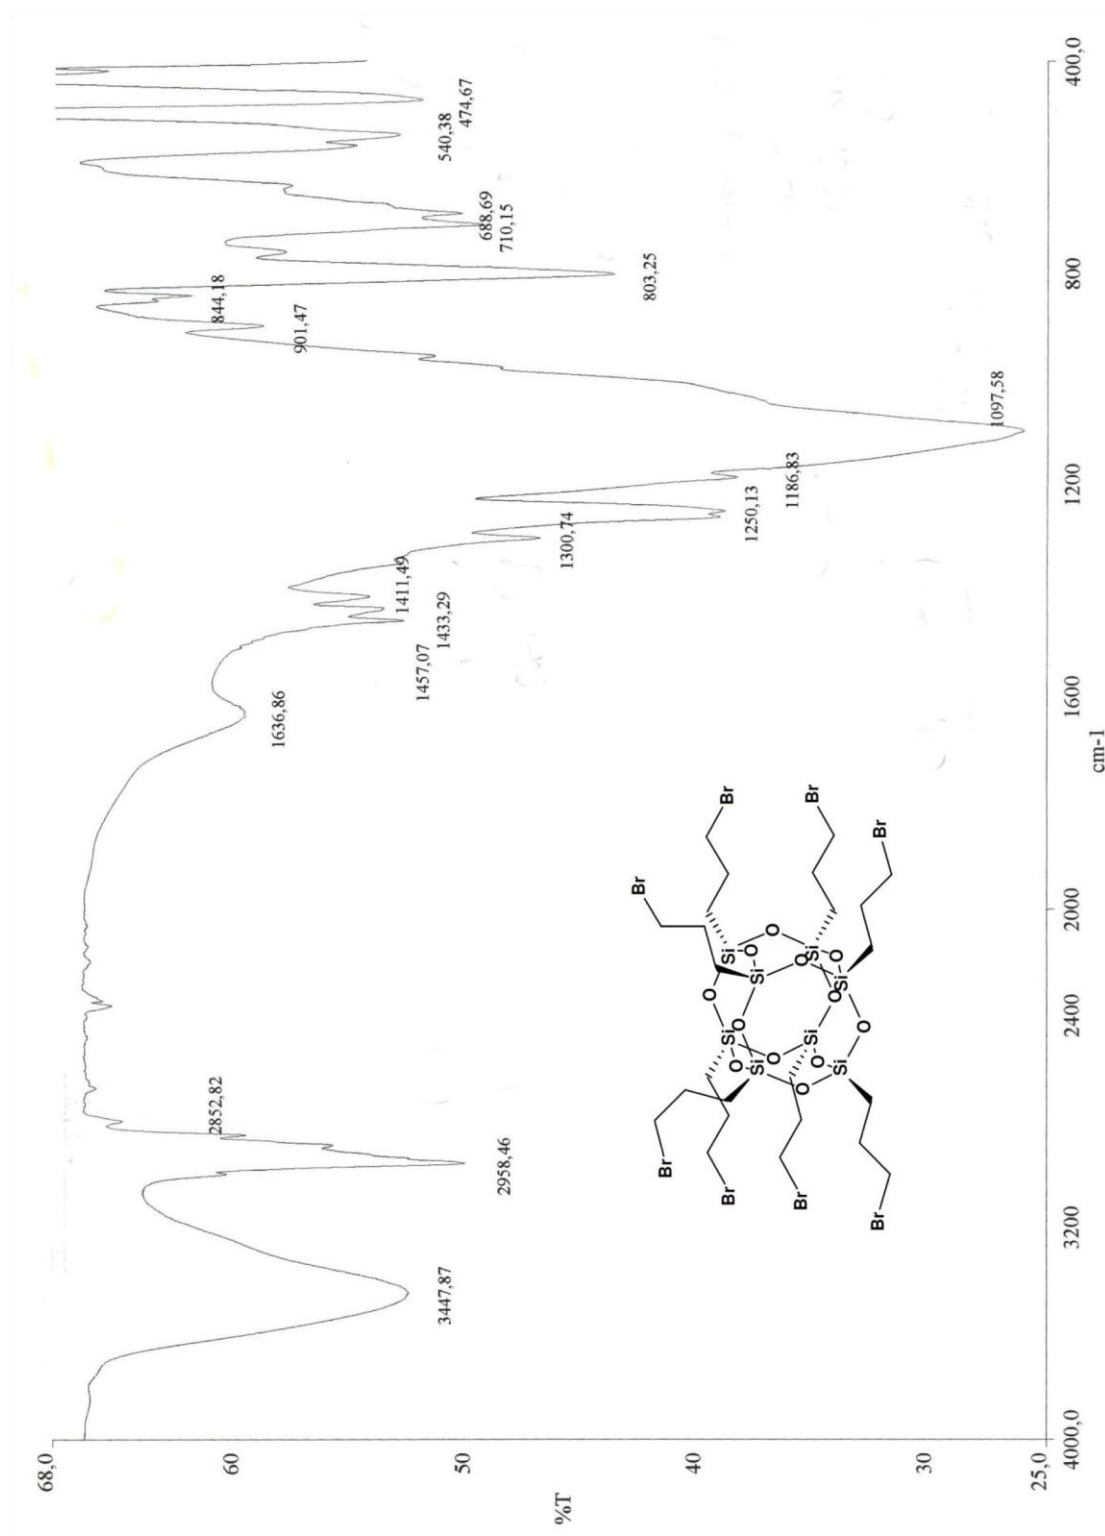 68,0
60
50
40
30
25,0
%T
3447,87
2958,46
2852,82
1636,86
1457,07
1433,29
1411,49
1300,74
1250,13
1186,83
1097,58
901,47
844,18
803,25
710,15
688,69
540,38
474,67
Br
Br
Br
Br
Br
Br
Br
Br
Si
Si
Si
Si
Si
Si
Si
Si
O
O
O
O
O
O
O
O
O
O
O
O
4000,0
3200
2400
2000
1600
1200
800
400,0
cm-1